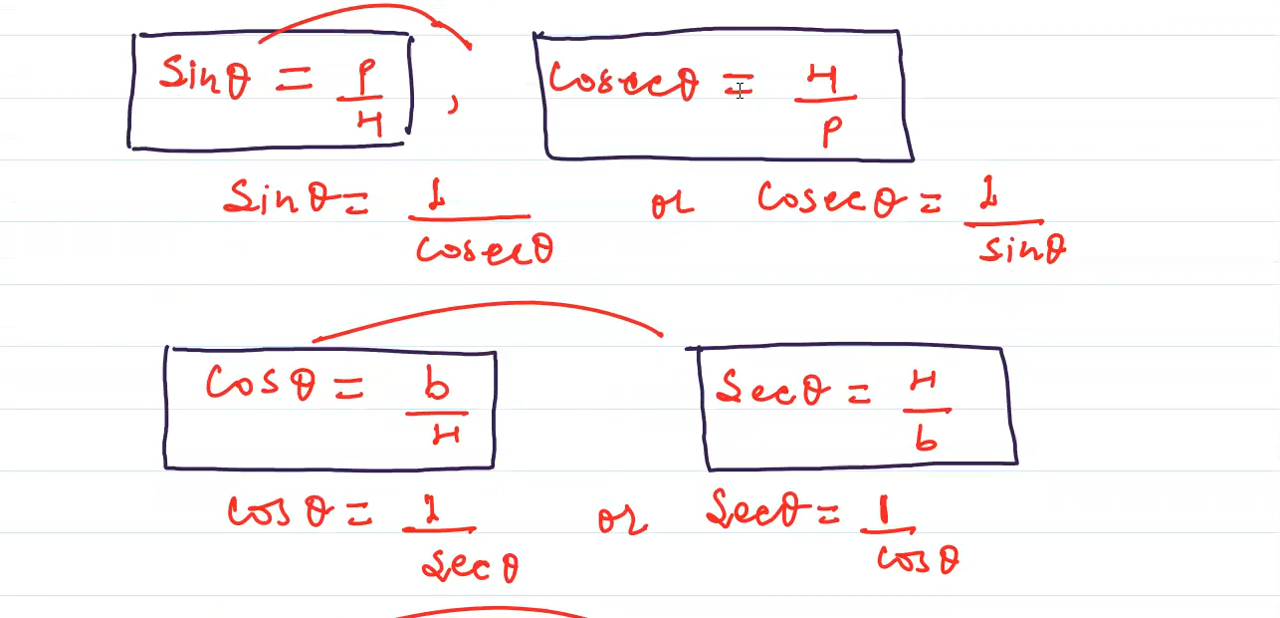 Sinθ = P/H , Cosecθ = H/P
Sinθ = 1/cosecθ or Cosecθ = 1/sinθ
Cosθ = b/H Secθ = H/b
Cosθ = 1/Secθ or Secθ = 1/cosθ